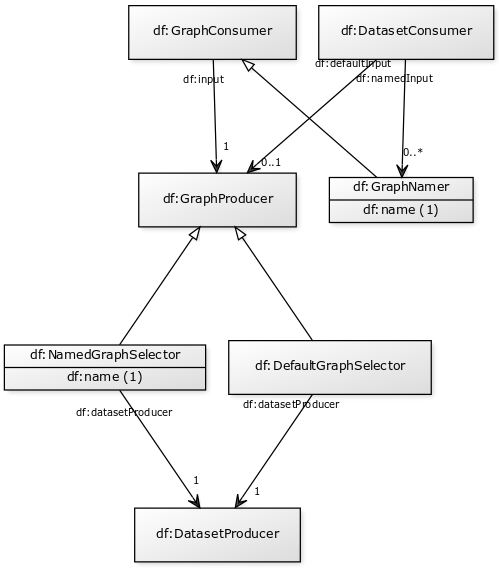 df:GraphConsumer
df:DatasetConsumer
df:defaultInput
df:input
df:namedInput
1
0..1
0..*
df:GraphProducer
df:GraphNamer
df:name (1)
df:NamedGraphSelector
df:name (1)
df:DefaultGraphSelector
df:datasetProducer
df:datasetProducer
1
1
df:DatasetProducer